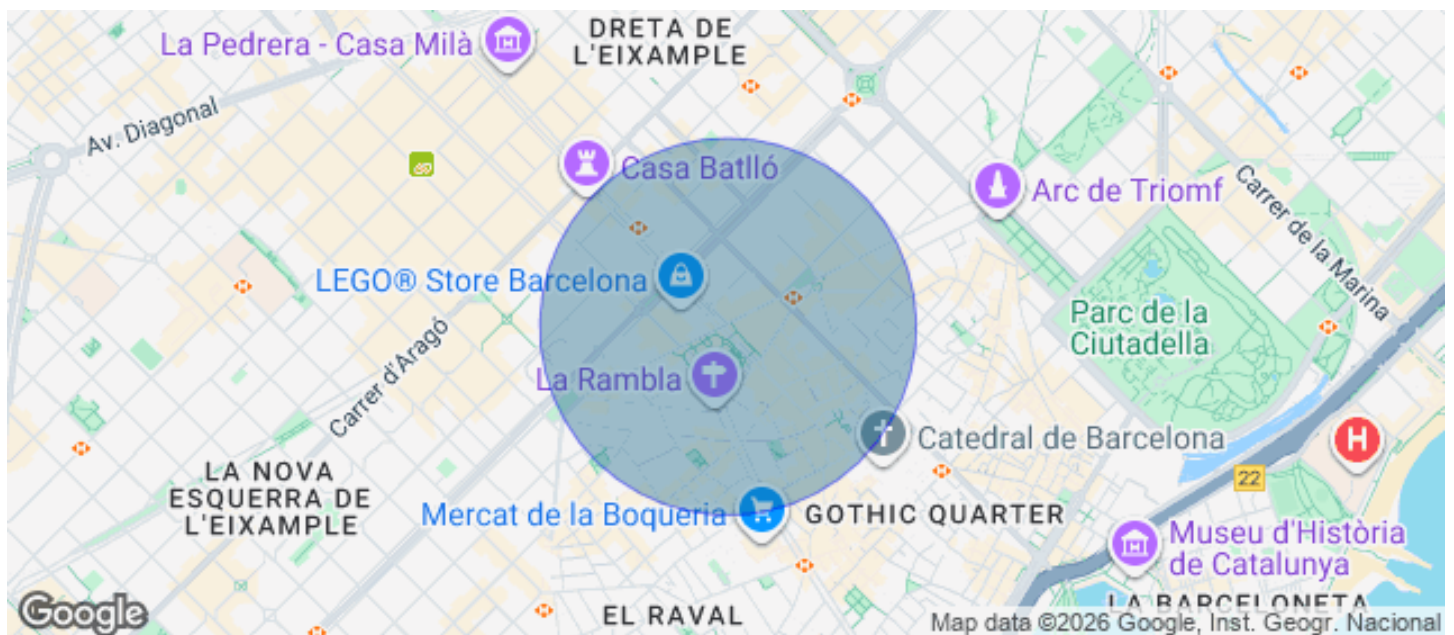 La Pedrera - Casa Milà
DRETA DE
L'EIXAMPLE
Av. Diagonal
Casa Batlló
Arc de Triomf
Carrer de la Marina
LEGO® Store Barcelona
Parc de la
Ciutadella
Carrer d'Aragó
La Rambla
Catedral de Barcelona
H
LA NOVA
ESQUERRA DE
L'EIXAMPLE
22
Mercat de la Boqueria
GOTHIC QUARTER
Museu d'Història
de Catalunya
EL RAVAL
LA BARCELONETA
Google
Map data ©2026 Google, Inst. Geogr. Nacional